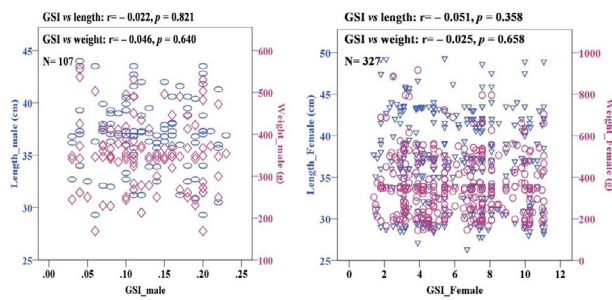 GSI vs length: r= – 0.022, p = 0.821
GSI vs weight: r= – 0.046, p = 0.640
N= 107
45
40
35
30
25
Length_male (cm)
600
500
400
300
200
100
Weight_male (g)
.00 .05 .10 .15 .20 .25
GSI_male
GSI vs length: r= – 0.051, p = 0.358
GSI vs weight: r= – 0.025, p = 0.658
N= 327
50
45
40
35
30
25
Length_Female (cm)
1000
800
600
400
200
0
Weight_Female (g)
0 2 4 6 8 10 12
GSI_Female